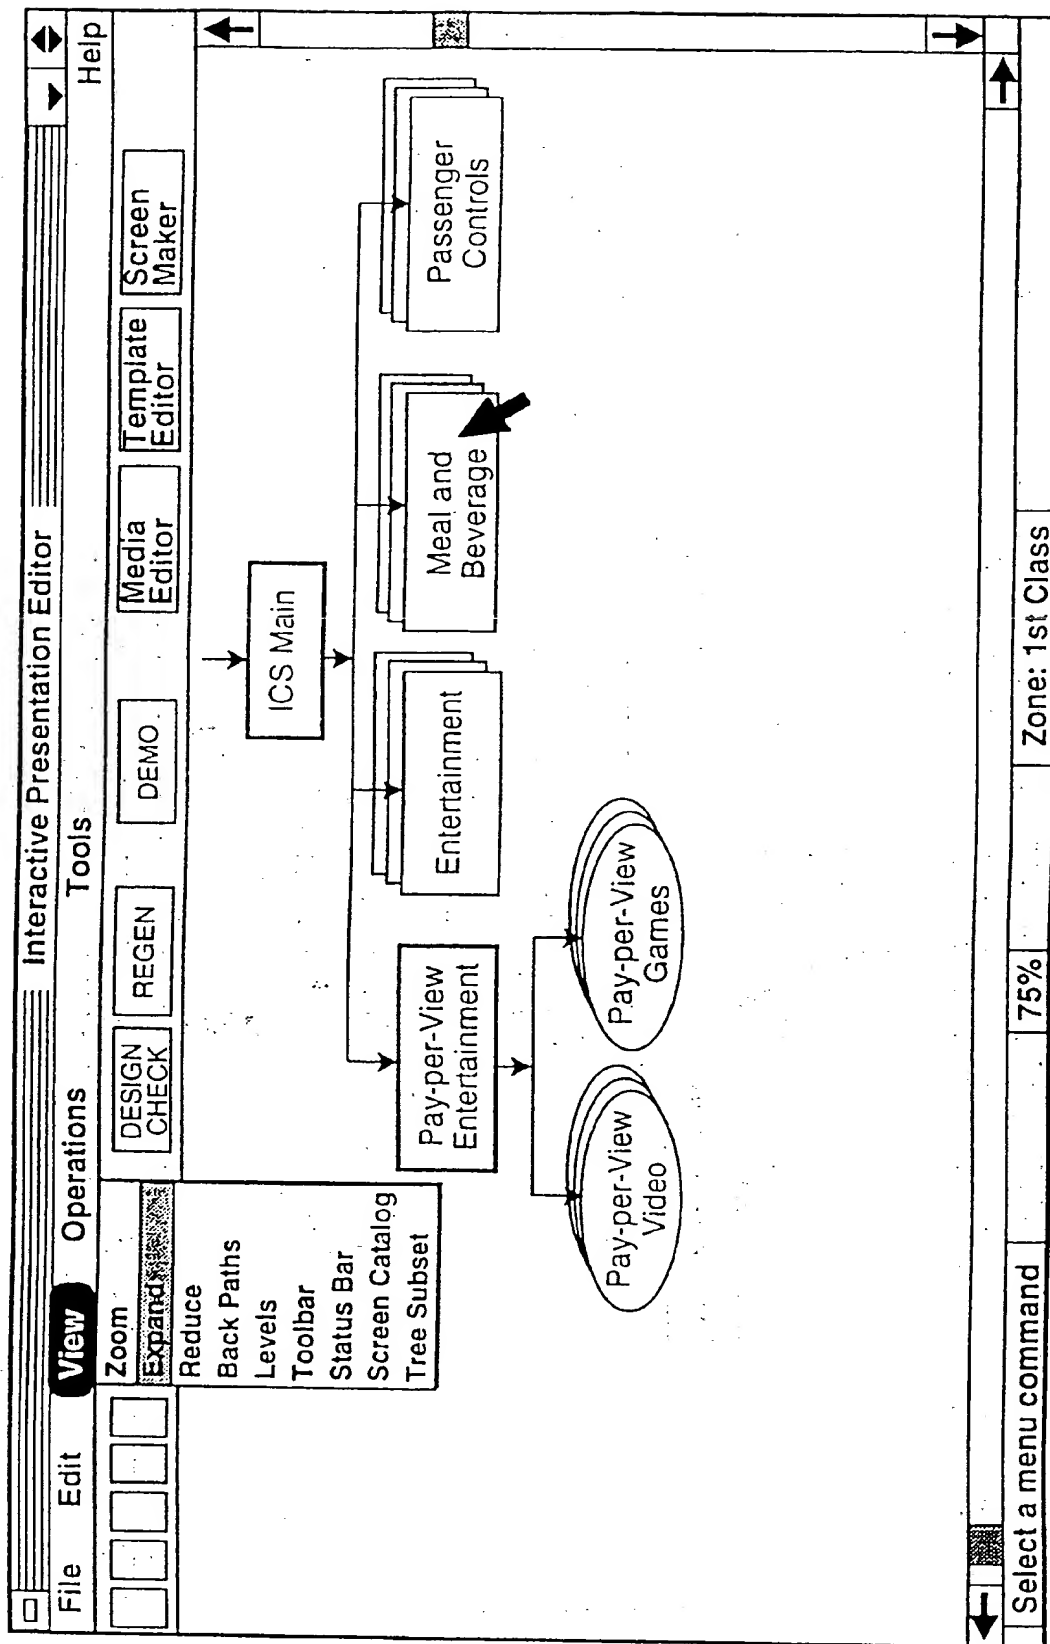 Interactive Presentation Editor
File Edit View Operations Tools Help
DESIGN
CHECK
REGEN
DEMO
Media
Editor
Template
Editor
Screen
Maker
Zoom
Expand
Reduce
Back Paths
Levels
Toolbar
Status Bar
Screen Catalog
Tree Subset
ICS Main
Pay-per-View
Entertainment
Entertainment
Meal and
Beverage
Passenger
Controls
Pay-per-View
Video
Pay-per-View
Games
Select a menu command
75%
Zone: 1st Class